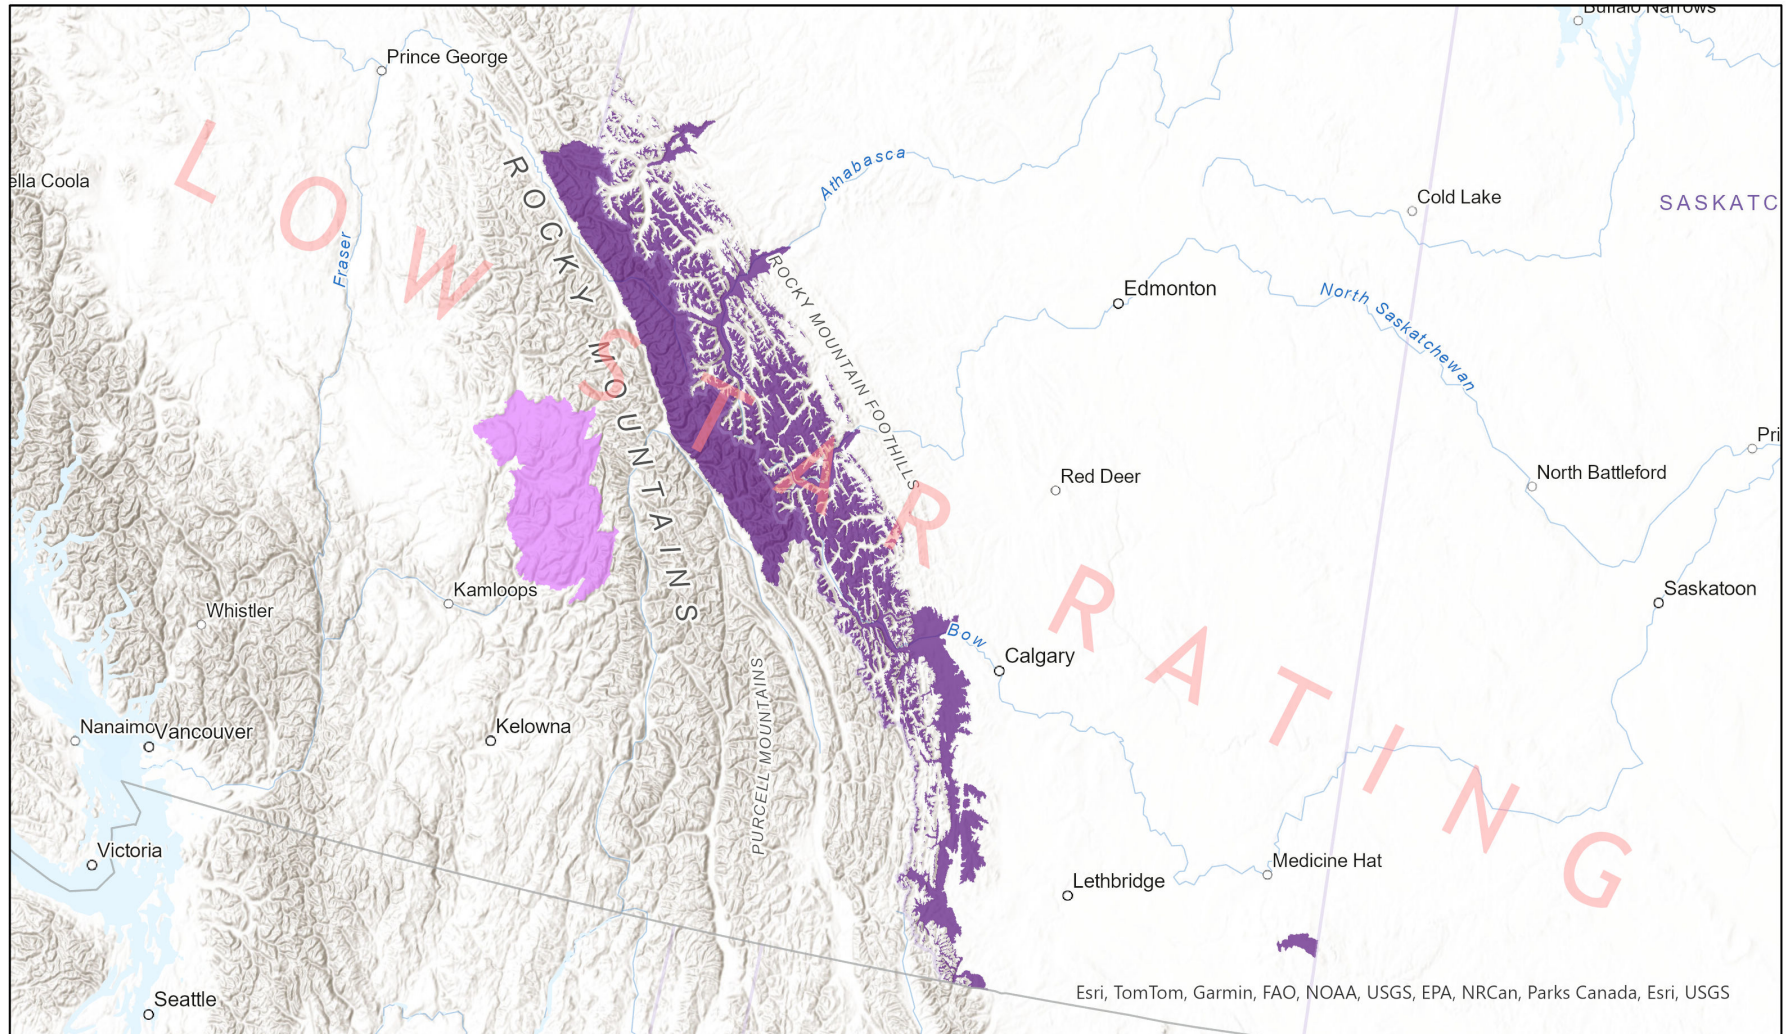 Buffalo Narrows
Prince George
ella Coola
Athabasca
Cold Lake
SASKATC
Fraser
ROCKY MOUNTAINS
ROCKY MOUNTAIN FOOTHILLS
Edmonton
North Saskatchewan
LOW STAR RATING
Pri
Red Deer
North Battleford
Kamloops
Whistler
Saskatoon
Bow
Calgary
PURCELL MOUNTAINS
Nanaimo
Vancouver
Kelowna
Victoria
Medicine Hat
Lethbridge
Seattle
Esri, TomTom, Garmin, FAO, NOAA, USGS, EPA, NRCan, Parks Canada, Esri, USGS